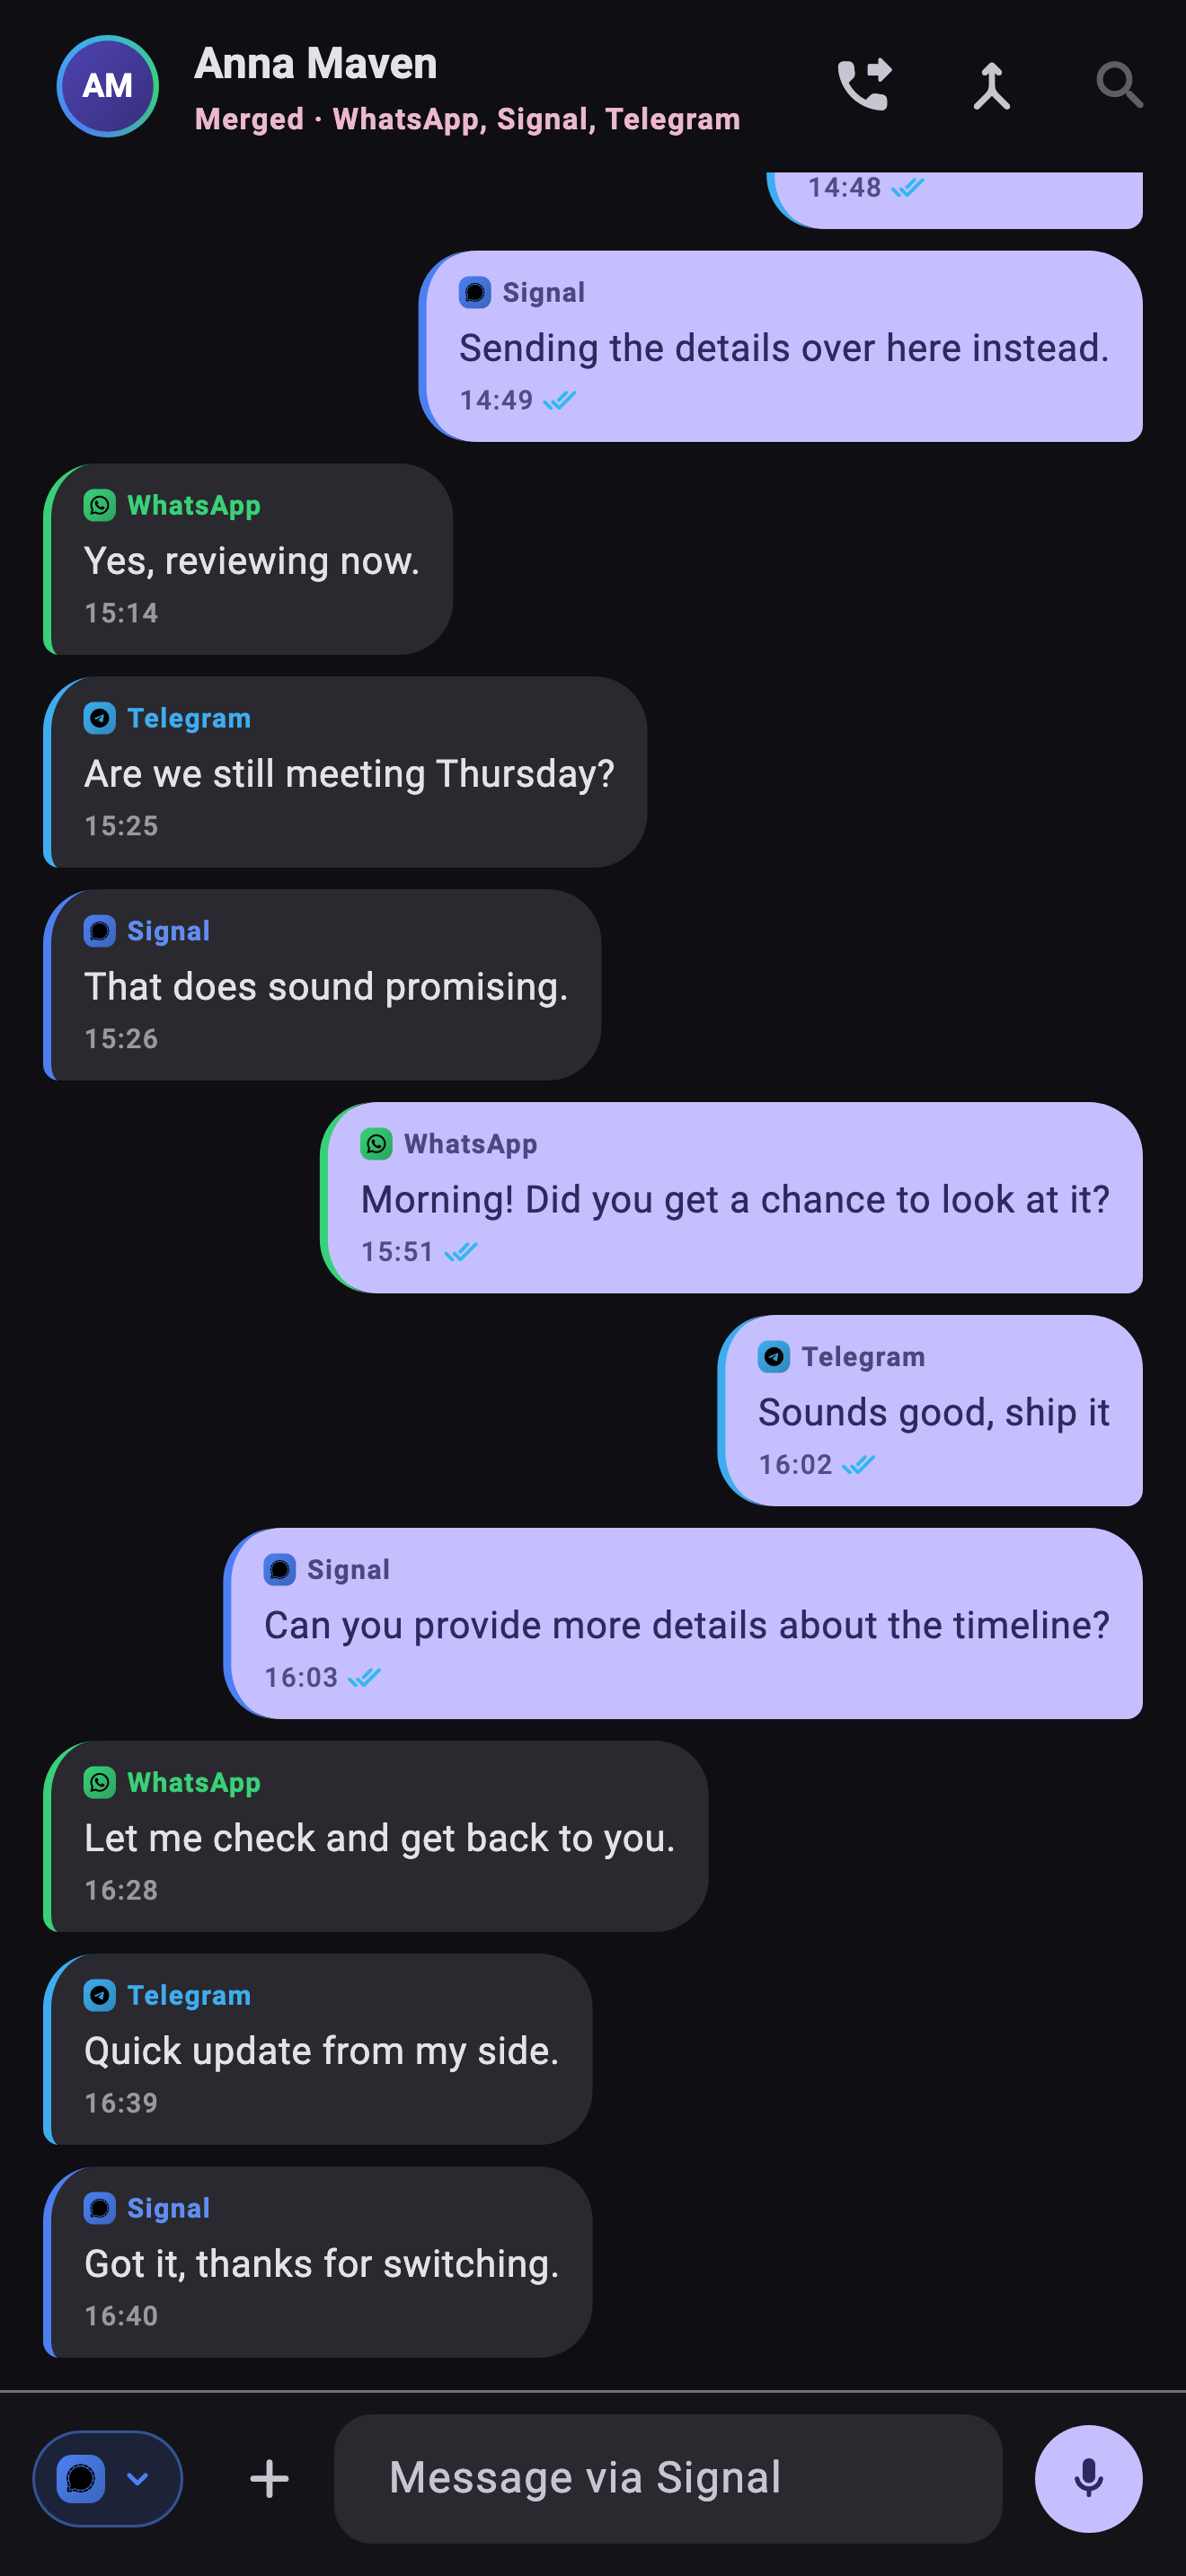 AM
Anna Maven
Merged · WhatsApp, Signal, Telegram
14:48
Signal
Sending the details over here instead.
14:49
WhatsApp
Yes, reviewing now.
15:14
Telegram
Are we still meeting Thursday?
15:25
Signal
That does sound promising.
15:26
WhatsApp
Morning! Did you get a chance to look at it?
15:51
Telegram
Sounds good, ship it
16:02
Signal
Can you provide more details about the timeline?
16:03
WhatsApp
Let me check and get back to you.
16:28
Telegram
Quick update from my side.
16:39
Signal
Got it, thanks for switching.
16:40
Message via Signal